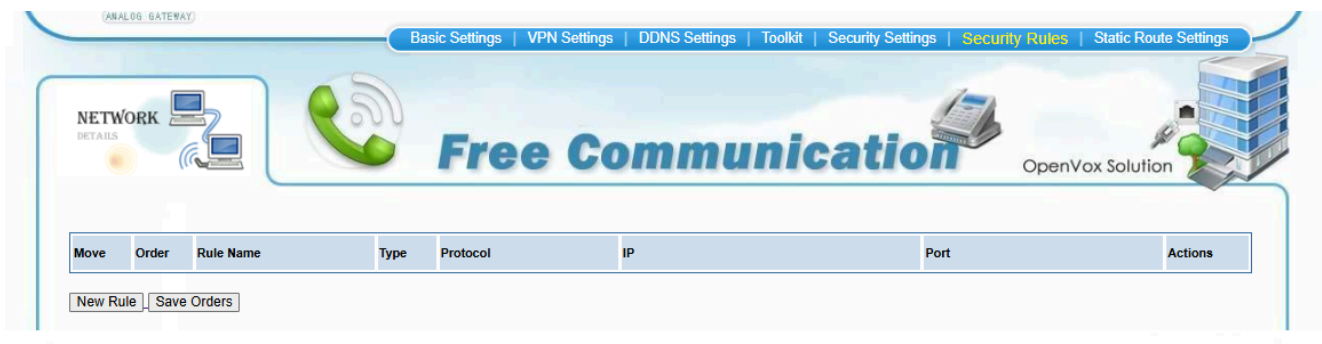 (ANALOG GATEWAY)
Basic Settings | VPN Settings | DDNS Settings | Toolkit | Security Settings | Security Rules | Static Route Settings
NETWORK
DETAILS
Free Communication
OpenVox Solution
Move Order Rule Name Type Protocol IP Port Actions
New Rule Save Orders